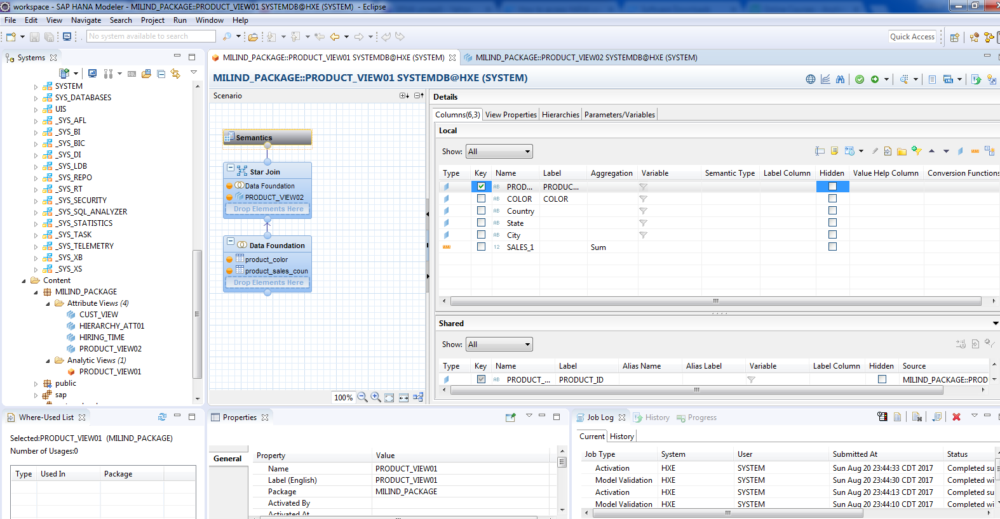 workspace - SAP HANA Modeler - MILIND_PACKAGE::PRODUCT_VIEW01 SYSTEMDB@HXE (SYSTEM)  - Eclipse
File Edit View Navigate Search Project Run Window Help
No system available to search
Quick Access
Systems
SYSTEM
SYS_DATABASES
UIS
_SYS_AFL
_SYS_BI
_SYS_BIC
_SYS_DI
_SYS_LDB
_SYS_REPO
_SYS_RT
_SYS_SECURITY
_SYS_SQL_ANALYZER
_SYS_STATISTICS
_SYS_TASK
_SYS_TELEMETRY
_SYS_XB
_SYS_XS
Content
MILIND_PACKAGE
Attribute Views (4)
CUST_VIEW
HIERARCHY_ATT01
HIRING_TIME
PRODUCT_VIEW02
Analytic Views (1)
PRODUCT_VIEW01
public
sap
MILIND_PACKAGE::PRODUCT_VIEW01 SYSTEMDB@HXE (SYSTEM)
MILIND_PACKAGE::PRODUCT_VIEW02 SYSTEMDB@HXE (SYSTEM)
MILIND_PACKAGE::PRODUCT_VIEW01 SYSTEMDB@HXE (SYSTEM)
Scenario
Semantics
Star Join
Data Foundation
PRODUCT_VIEW02
Drop Elements Here
Data Foundation
product_color
product_sales_coun
Drop Elements Here
100%
Details
Columns(6,3) View Properties Hierarchies Parameters/Variables
Local
Show: All
SQL
Type Key Name Label Aggregation Variable Semantic Type Label Column Hidden Value Help Column Conversion Functions
AB PROD... PRODUC...
AB COLOR COLOR
AB Country
AB State
AB City
12 SALES_1 Sum
Shared
Show: All
Type Key Name Label Alias Name Alias Label Variable Label Column Hidden Source
AB PRODUCT_... PRODUCT_ID MILIND_PACKAGE::PROD
Where-Used List
Selected:PRODUCT_VIEW01 (MILIND_PACKAGE)
Number of Usages:0
Type Used In Package
Properties
General
Property Value
Name PRODUCT_VIEW01
Label (English) PRODUCT_VIEW01
Package MILIND_PACKAGE
Activated By
Activated At
Job Log History Progress
Current History
Job Type System User Submitted At Status
Activation HXE SYSTEM Sun Aug 20 23:44:33 CDT 2017 Completed su
Model Validation HXE SYSTEM Sun Aug 20 23:44:30 CDT 2017 Completed wi
Activation HXE SYSTEM Sun Aug 20 23:44:13 CDT 2017 Completed su
Model Validation HXE SYSTEM Sun Aug 20 23:44:10 CDT 2017 Completed wi